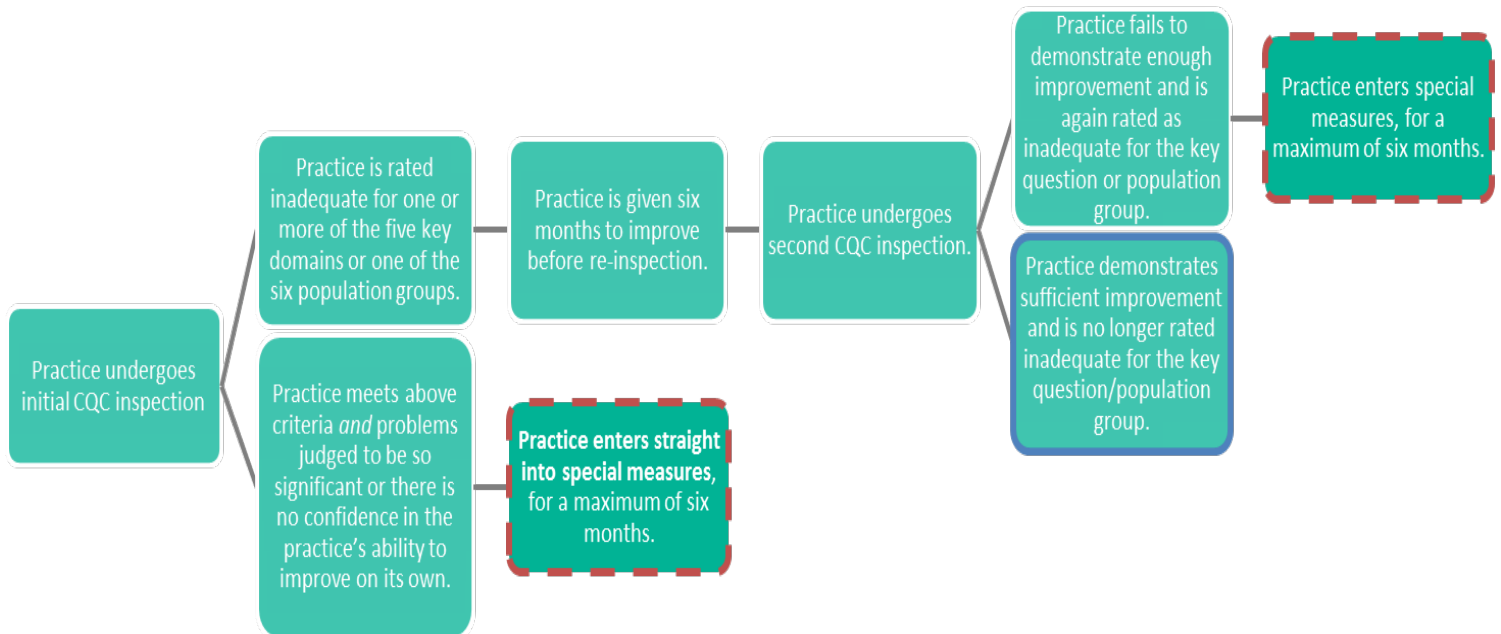 Practice undergoes
initial CQC inspection
Practice is rated
inadequate for one or
more of the five key
domains or one of the
six population groups.
Practice is given six
months to improve
before re-inspection.
Practice undergoes
second CQC inspection.
Practice fails to
demonstrate enough
improvement and is
again rated as
inadequate for the key
question or population
group.
Practice enters special
measures, for a
maximum of six months.
Practice demonstrates
sufficient improvement
and is no longer rated
inadequate for the key
question/population
group.
Practice meets above
criteria and problems
judged to be so
significant or there is
no confidence in the
practice’s ability to
improve on its own.
Practice enters straight
into special measures,
for a maximum of six
months.